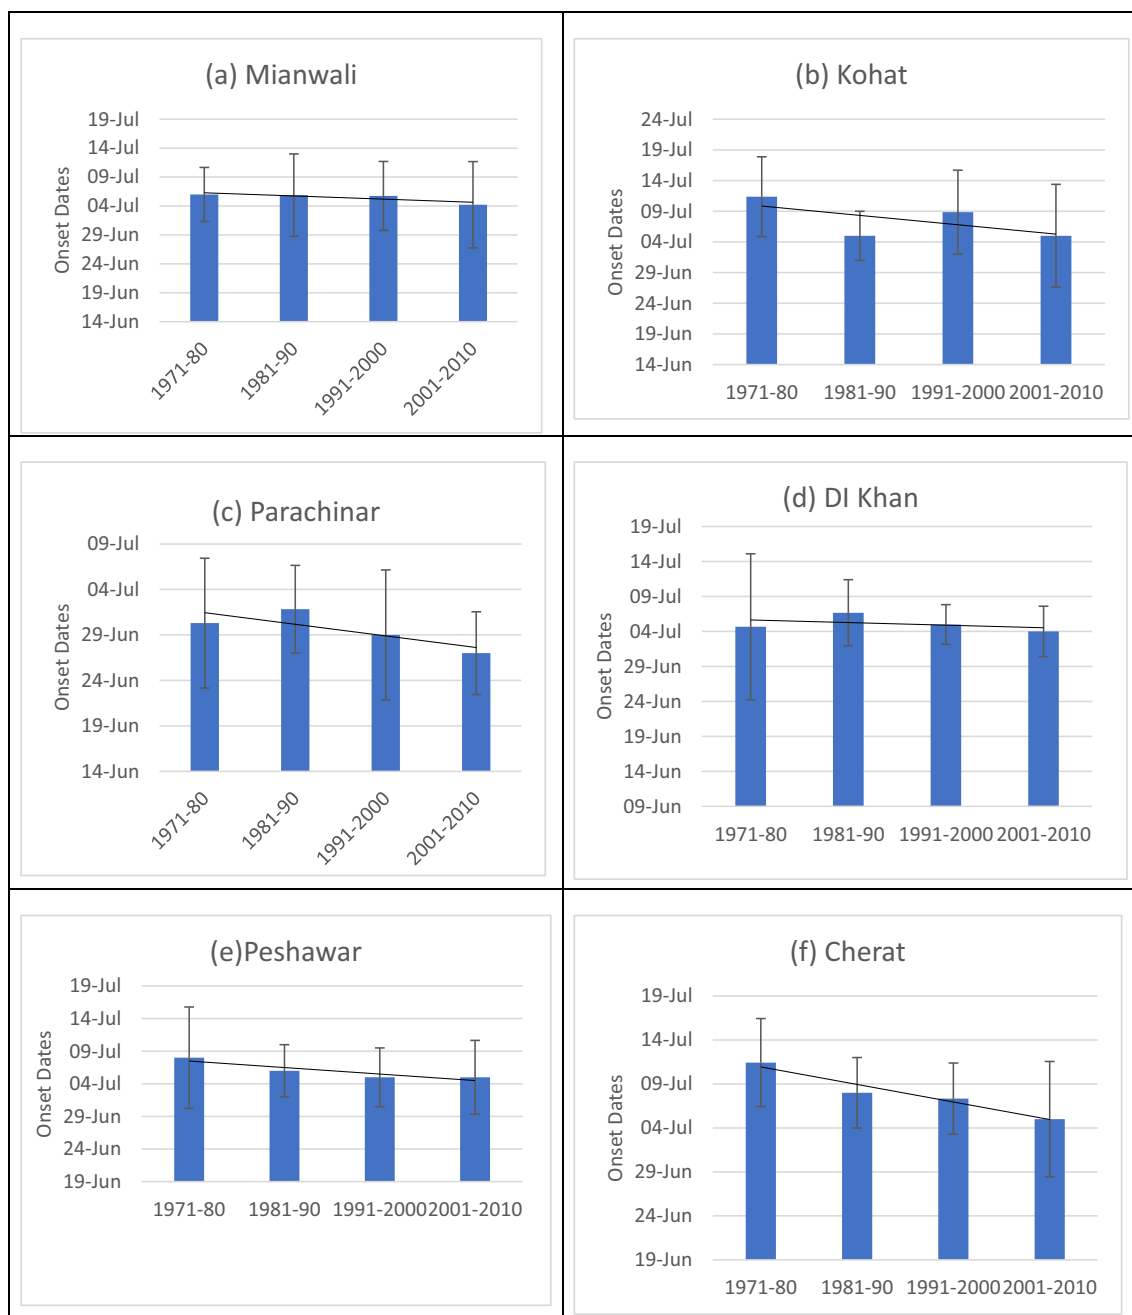 (a) Mianwali
Onset Dates
19-Jul
14-Jul
09-Jul
04-Jul
29-Jun
24-Jun
19-Jun
14-Jun
1971-80
1981-90
1991-2000
2001-2010
(b) Kohat
Onset Dates
24-Jul
19-Jul
14-Jul
09-Jul
04-Jul
29-Jun
24-Jun
19-Jun
14-Jun
1971-80 1981-90 1991-2000 2001-2010
(c) Parachinar
Onset Dates
09-Jul
04-Jul
29-Jun
24-Jun
19-Jun
14-Jun
1971-80
1981-90
1991-2000
2001-2010
(d) DI Khan
Onset Dates
19-Jul
14-Jul
09-Jul
04-Jul
29-Jun
24-Jun
19-Jun
14-Jun
09-Jun
1971-80 1981-90 1991-2000 2001-2010
(e)Peshawar
Onset Dates
19-Jul
14-Jul
09-Jul
04-Jul
29-Jun
24-Jun
19-Jun
1971-80 1981-90 1991-2000 2001-2010
(f) Cherat
Onset Dates
19-Jul
14-Jul
09-Jul
04-Jul
29-Jun
24-Jun
19-Jun
1971-80 1981-90 1991-2000 2001-2010